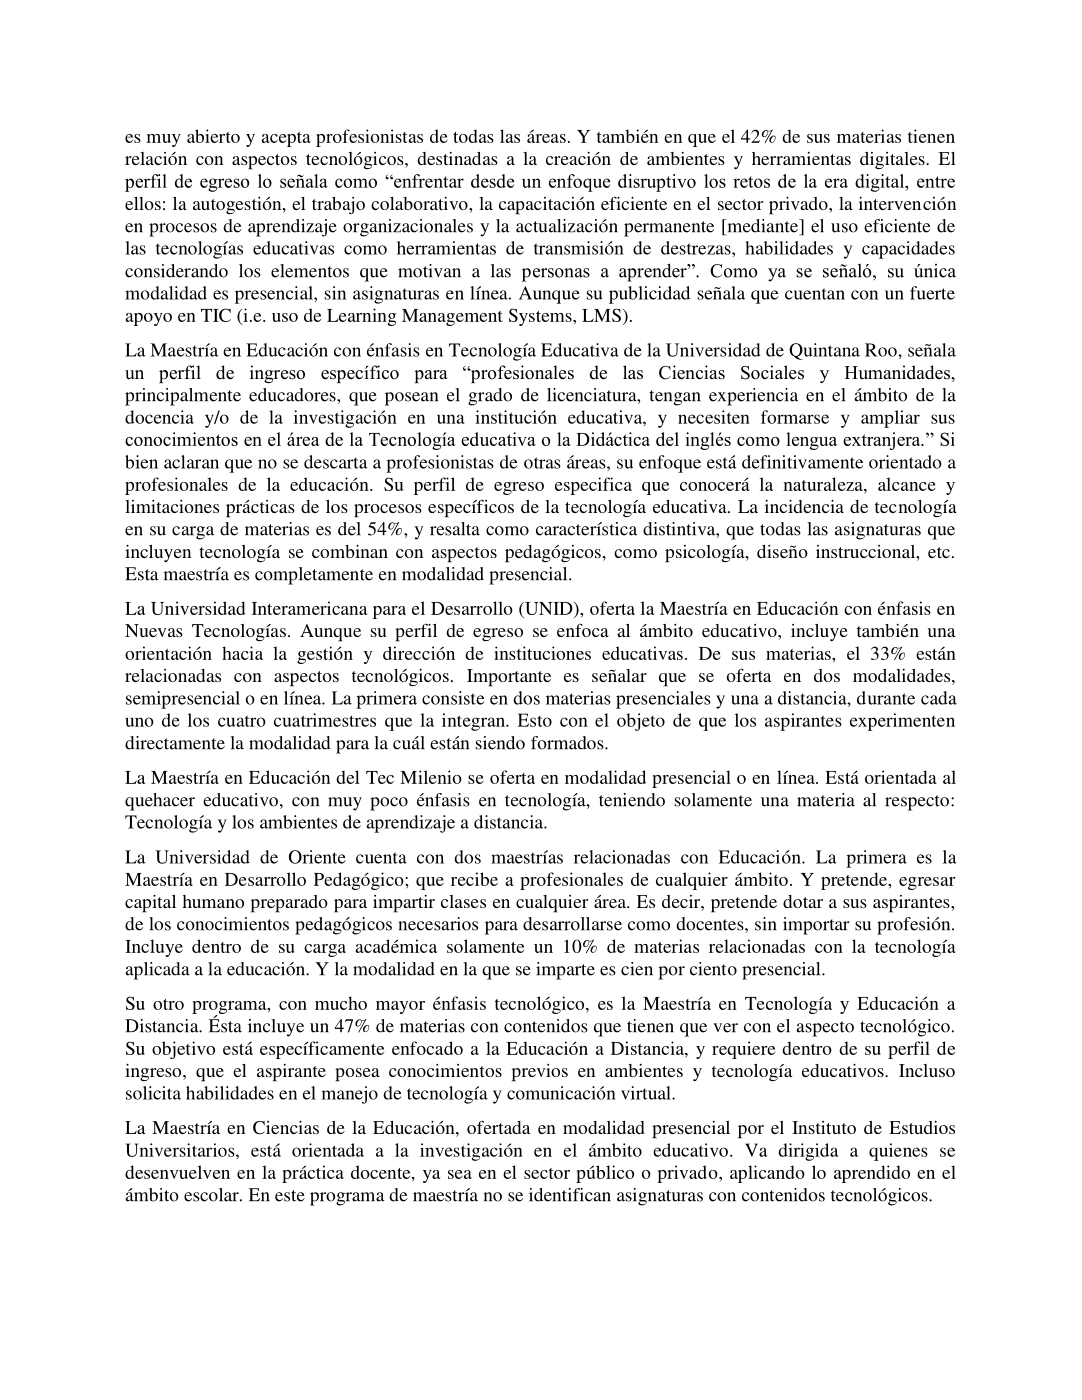 es muy abierto y acepta profesionistas de todas las áreas. Y también en que el 42% de sus materias tienen
relación con aspectos tecnológicos, destinadas a la creación de ambientes y herramientas digitales. El
perfil de egreso lo señala como “enfrentar desde un enfoque disruptivo los retos de la era digital, entre
ellos: la autogestión, el trabajo colaborativo, la capacitación eficiente en el sector privado, la intervención
en procesos de aprendizaje organizacionales y la actualización permanente [mediante] el uso eficiente de
las tecnologías educativas como herramientas de transmisión de destrezas, habilidades y capacidades
considerando los elementos que motivan a las personas a aprender”. Como ya se señaló, su única
modalidad es presencial, sin asignaturas en línea. Aunque su publicidad señala que cuentan con un fuerte
apoyo en TIC (i.e. uso de Learning Management Systems, LMS).
La Maestría en Educación con énfasis en Tecnología Educativa de la Universidad de Quintana Roo, señala
un perfil de ingreso específico para “profesionales de las Ciencias Sociales y Humanidades,
principalmente educadores, que posean el grado de licenciatura, tengan experiencia en el ámbito de la
docencia y/o de la investigación en una institución educativa, y necesiten formarse y ampliar sus
conocimientos en el área de la Tecnología educativa o la Didáctica del inglés como lengua extranjera.” Si
bien aclaran que no se descarta a profesionistas de otras áreas, su enfoque está definitivamente orientado a
profesionales de la educación. Su perfil de egreso especifica que conocerá la naturaleza, alcance y
limitaciones prácticas de los procesos específicos de la tecnología educativa. La incidencia de tecnología
en su carga de materias es del 54%, y resalta como característica distintiva, que todas las asignaturas que
incluyen tecnología se combinan con aspectos pedagógicos, como psicología, diseño instruccional, etc.
Esta maestría es completamente en modalidad presencial.
La Universidad Interamericana para el Desarrollo (UNID), oferta la Maestría en Educación con énfasis en
Nuevas Tecnologías. Aunque su perfil de egreso se enfoca al ámbito educativo, incluye también una
orientación hacia la gestión y dirección de instituciones educativas. De sus materias, el 33% están
relacionadas con aspectos tecnológicos. Importante es señalar que se oferta en dos modalidades,
semipresencial o en línea. La primera consiste en dos materias presenciales y una a distancia, durante cada
uno de los cuatro cuatrimestres que la integran. Esto con el objeto de que los aspirantes experimenten
directamente la modalidad para la cuál están siendo formados.
La Maestría en Educación del Tec Milenio se oferta en modalidad presencial o en línea. Está orientada al
quehacer educativo, con muy poco énfasis en tecnología, teniendo solamente una materia al respecto:
Tecnología y los ambientes de aprendizaje a distancia.
La Universidad de Oriente cuenta con dos maestrías relacionadas con Educación. La primera es la
Maestría en Desarrollo Pedagógico; que recibe a profesionales de cualquier ámbito. Y pretende, egresar
capital humano preparado para impartir clases en cualquier área. Es decir, pretende dotar a sus aspirantes,
de los conocimientos pedagógicos necesarios para desarrollarse como docentes, sin importar su profesión.
Incluye dentro de su carga académica solamente un 10% de materias relacionadas con la tecnología
aplicada a la educación. Y la modalidad en la que se imparte es cien por ciento presencial.
Su otro programa, con mucho mayor énfasis tecnológico, es la Maestría en Tecnología y Educación a
Distancia. Ésta incluye un 47% de materias con contenidos que tienen que ver con el aspecto tecnológico.
Su objetivo está específicamente enfocado a la Educación a Distancia, y requiere dentro de su perfil de
ingreso, que el aspirante posea conocimientos previos en ambientes y tecnología educativos. Incluso
solicita habilidades en el manejo de tecnología y comunicación virtual.
La Maestría en Ciencias de la Educación, ofertada en modalidad presencial por el Instituto de Estudios
Universitarios, está orientada a la investigación en el ámbito educativo. Va dirigida a quienes se
desenvuelven en la práctica docente, ya sea en el sector público o privado, aplicando lo aprendido en el
ámbito escolar. En este programa de maestría no se identifican asignaturas con contenidos tecnológicos.